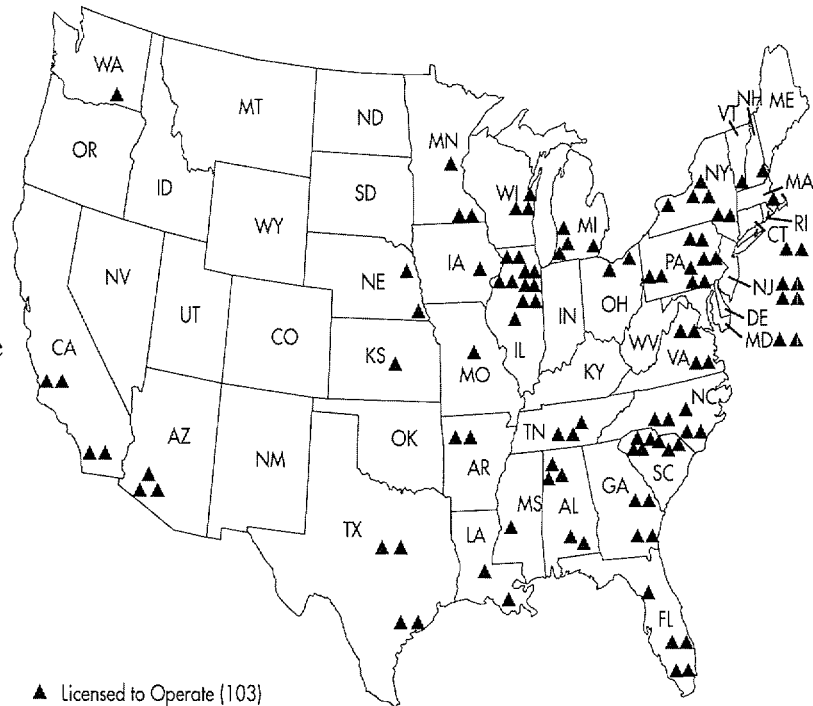 WA
MT
ND
MN
VT
NH
ME
OR
ID
SD
WI
MI
NY
MA
WY
RI
CT
NV
UT
NE
IA
PA
NJ
CO
IL
IN
OH
DE
e
CA
KS
MO
WV
VA
MD
KY
AZ
NM
OK
AR
TN
NC
SC
TX
LA
MS
AL
GA
FL
▲ Licensed to Operate (103)